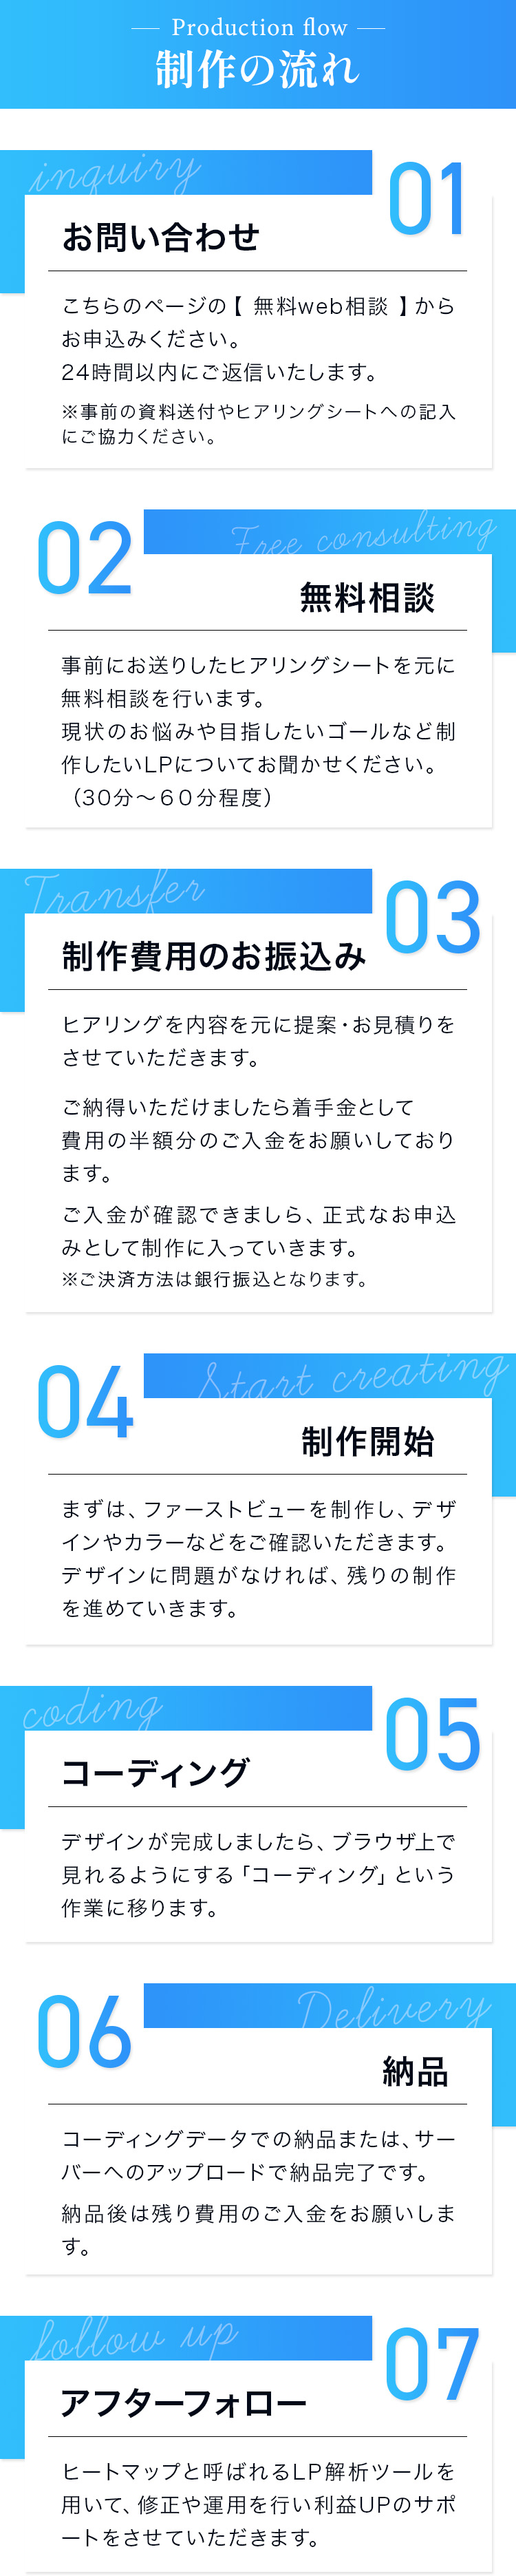 Production flow
制作の流れ
inquiry
01
お問い合わせ
こちらのページの【 無料web相談 】から
お申込みください。
24時間以内にご返信いたします。
※事前の資料送付やヒアリングシートへの記入
にご協力ください。
02
Free consulting
無料相談
事前にお送りしたヒアリングシートを元に
無料相談を行います。
現状のお悩みや目指したいゴールなど制
作したいLPについてお聞かせください。
（30分〜６０分程度）
Transfer
03
制作費用のお振込み
ヒアリングを内容を元に提案・お見積りを
させていただきます。
ご納得いただけましたら着手金として
費用の半額分のご入金をお願いしており
ます。
ご入金が確認できましら、正式なお申込
みとして制作に入っていきます。
※ご決済方法は銀行振込となります。
04
Start creating
制作開始
まずは、ファーストビューを制作し、デザ
インやカラーなどをご確認いただきます。
デザインに問題がなければ、残りの制作
を進めていきます。
coding
05
コーディング
デザインが完成しましたら、ブラウザ上で
見れるようにする「コーディング」という
作業に移ります。
06
Delivery
納品
コーディングデータでの納品または、サー
バーへのアップロードで納品完了です。
納品後は残り費用のご入金をお願いしま
す。
follow up
07
アフターフォロー
ヒートマップと呼ばれるLP解析ツールを
用いて、修正や運用を行い利益UPのサポ
ートをさせていただきます。